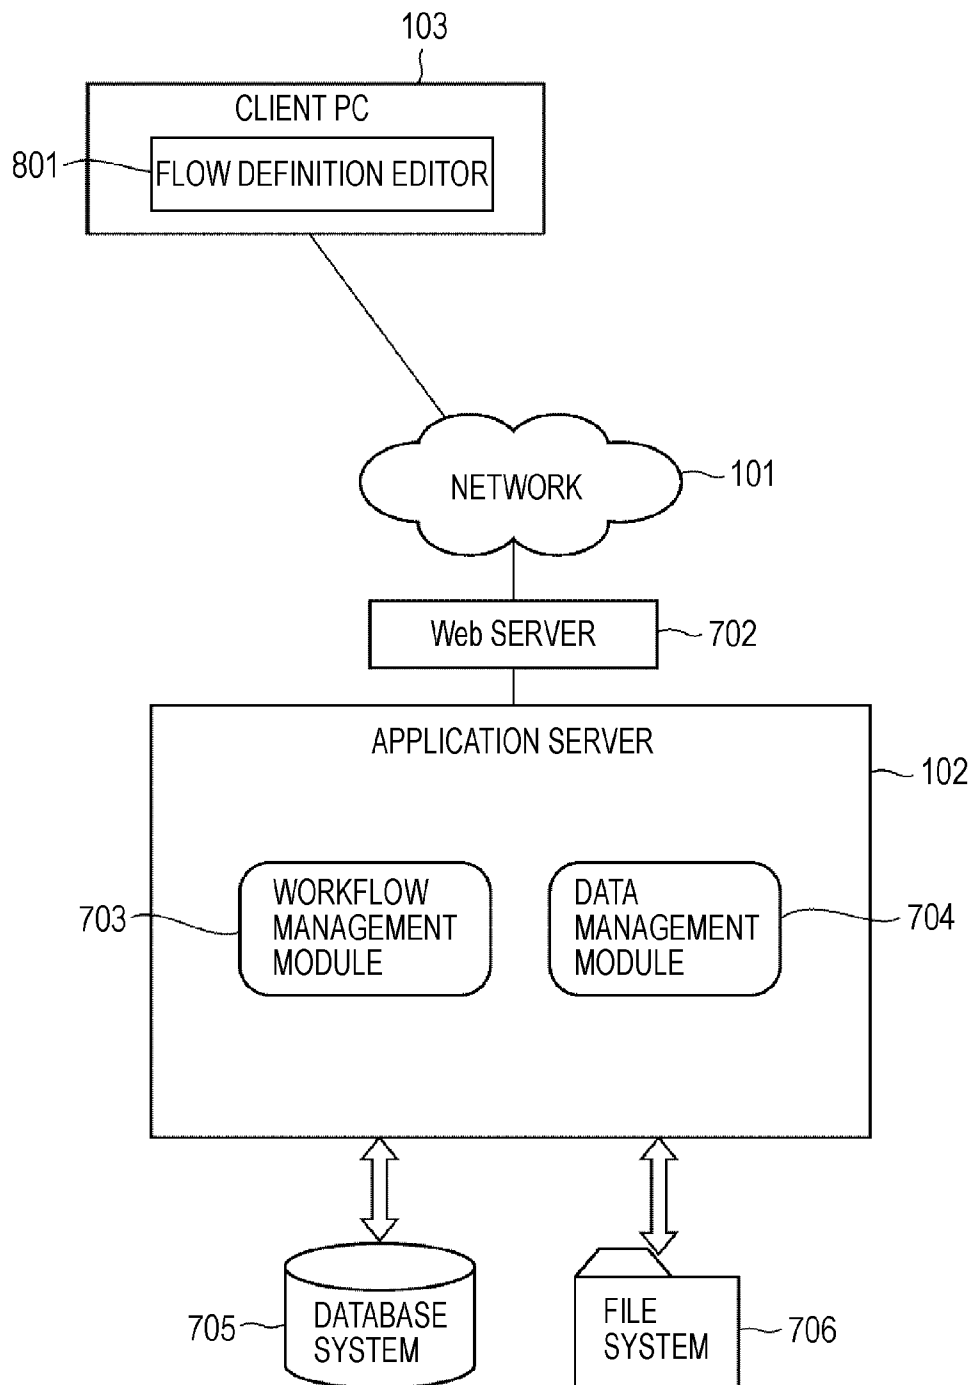 103
CLIENT PC
801
FLOW DEFINITION EDITOR
NETWORK
101
Web SERVER
702
APPLICATION SERVER
102
703
WORKFLOW
MANAGEMENT
MODULE
DATA
MANAGEMENT
MODULE
704
705
DATABASE
SYSTEM
FILE
SYSTEM
706